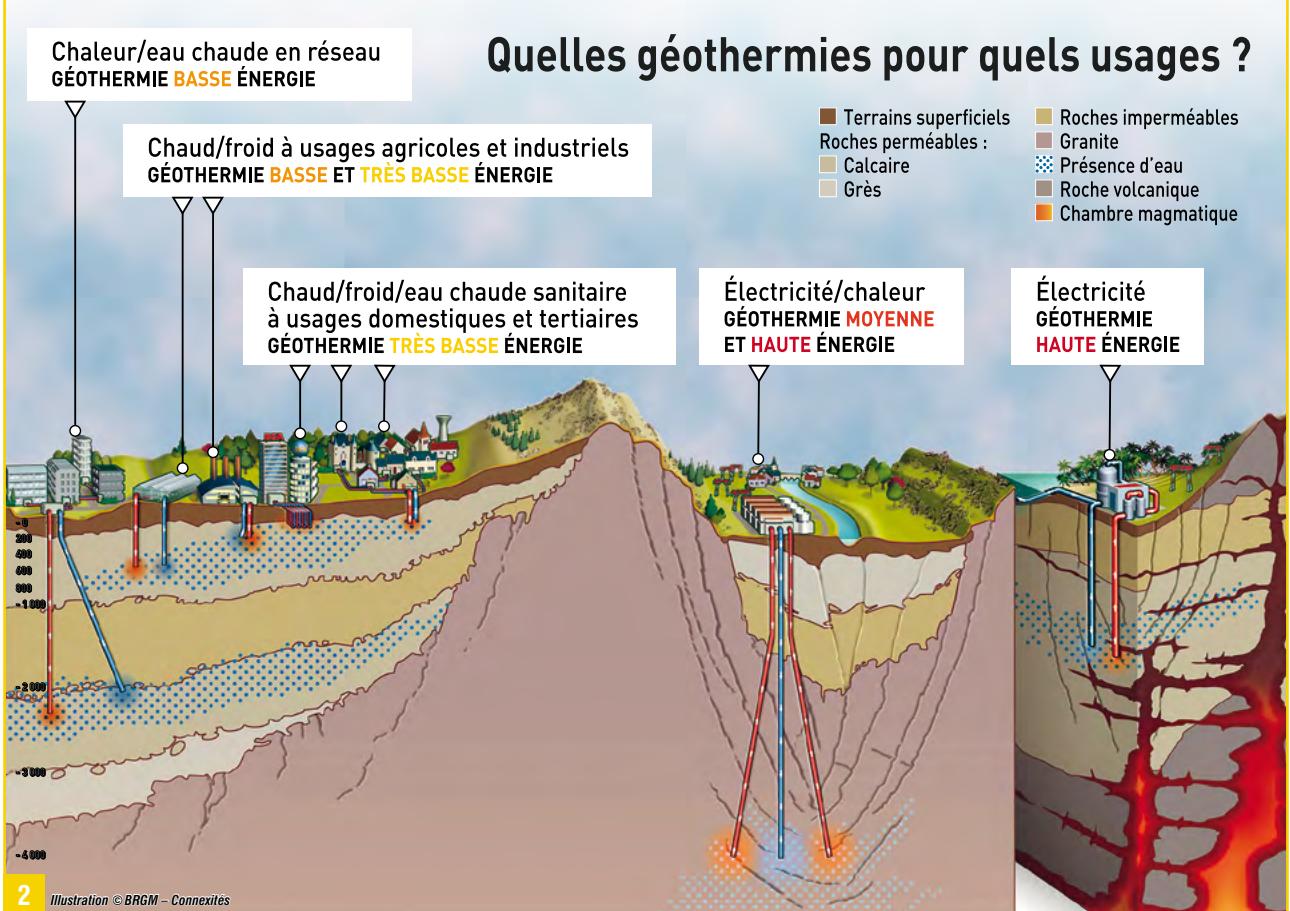 Quelles géothermies pour quels usages ?
Chaleur/eau chaude en réseau
GÉOTHERMIE BASSE ÉNERGIE
Chaud/froid à usages agricoles et industriels
GÉOTHERMIE BASSE ET TRÈS BASSE ÉNERGIE
Chaud/froid/eau chaude sanitaire
à usages domestiques et tertiaires
GÉOTHERMIE TRÈS BASSE ÉNERGIE
Électricité/chaleur
GÉOTHERMIE MOYENNE
ET HAUTE ÉNERGIE
Électricité
GÉOTHERMIE
HAUTE ÉNERGIE
Terrains superficiels
Roches perméables :
Calcaire
Grès
Roches imperméables
Granite
Présence d'eau
Roche volcanique
Chambre magmatique
- 0
200
400
600
800
- 1 000
- 2 000
- 3 000
- 4 000
2
Illustration © BRGM – Connexités